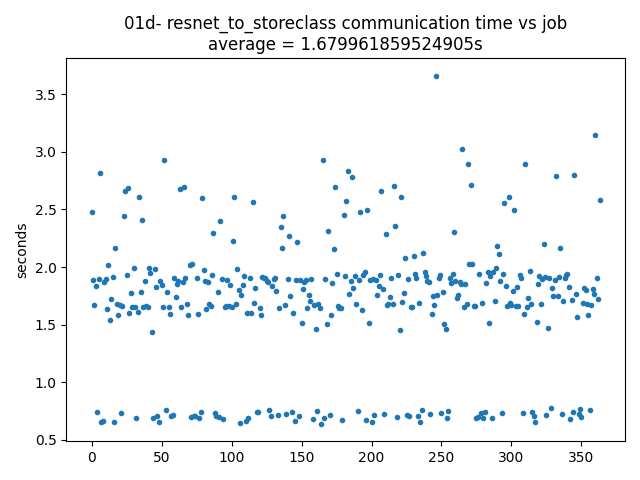 01d- resnet_to_storeclass communication time vs job
average = 1.679961859524905s
seconds
3.5
3.0
2.5
2.0
1.5
1.0
0.5
0 50 100 150 200 250 300 350